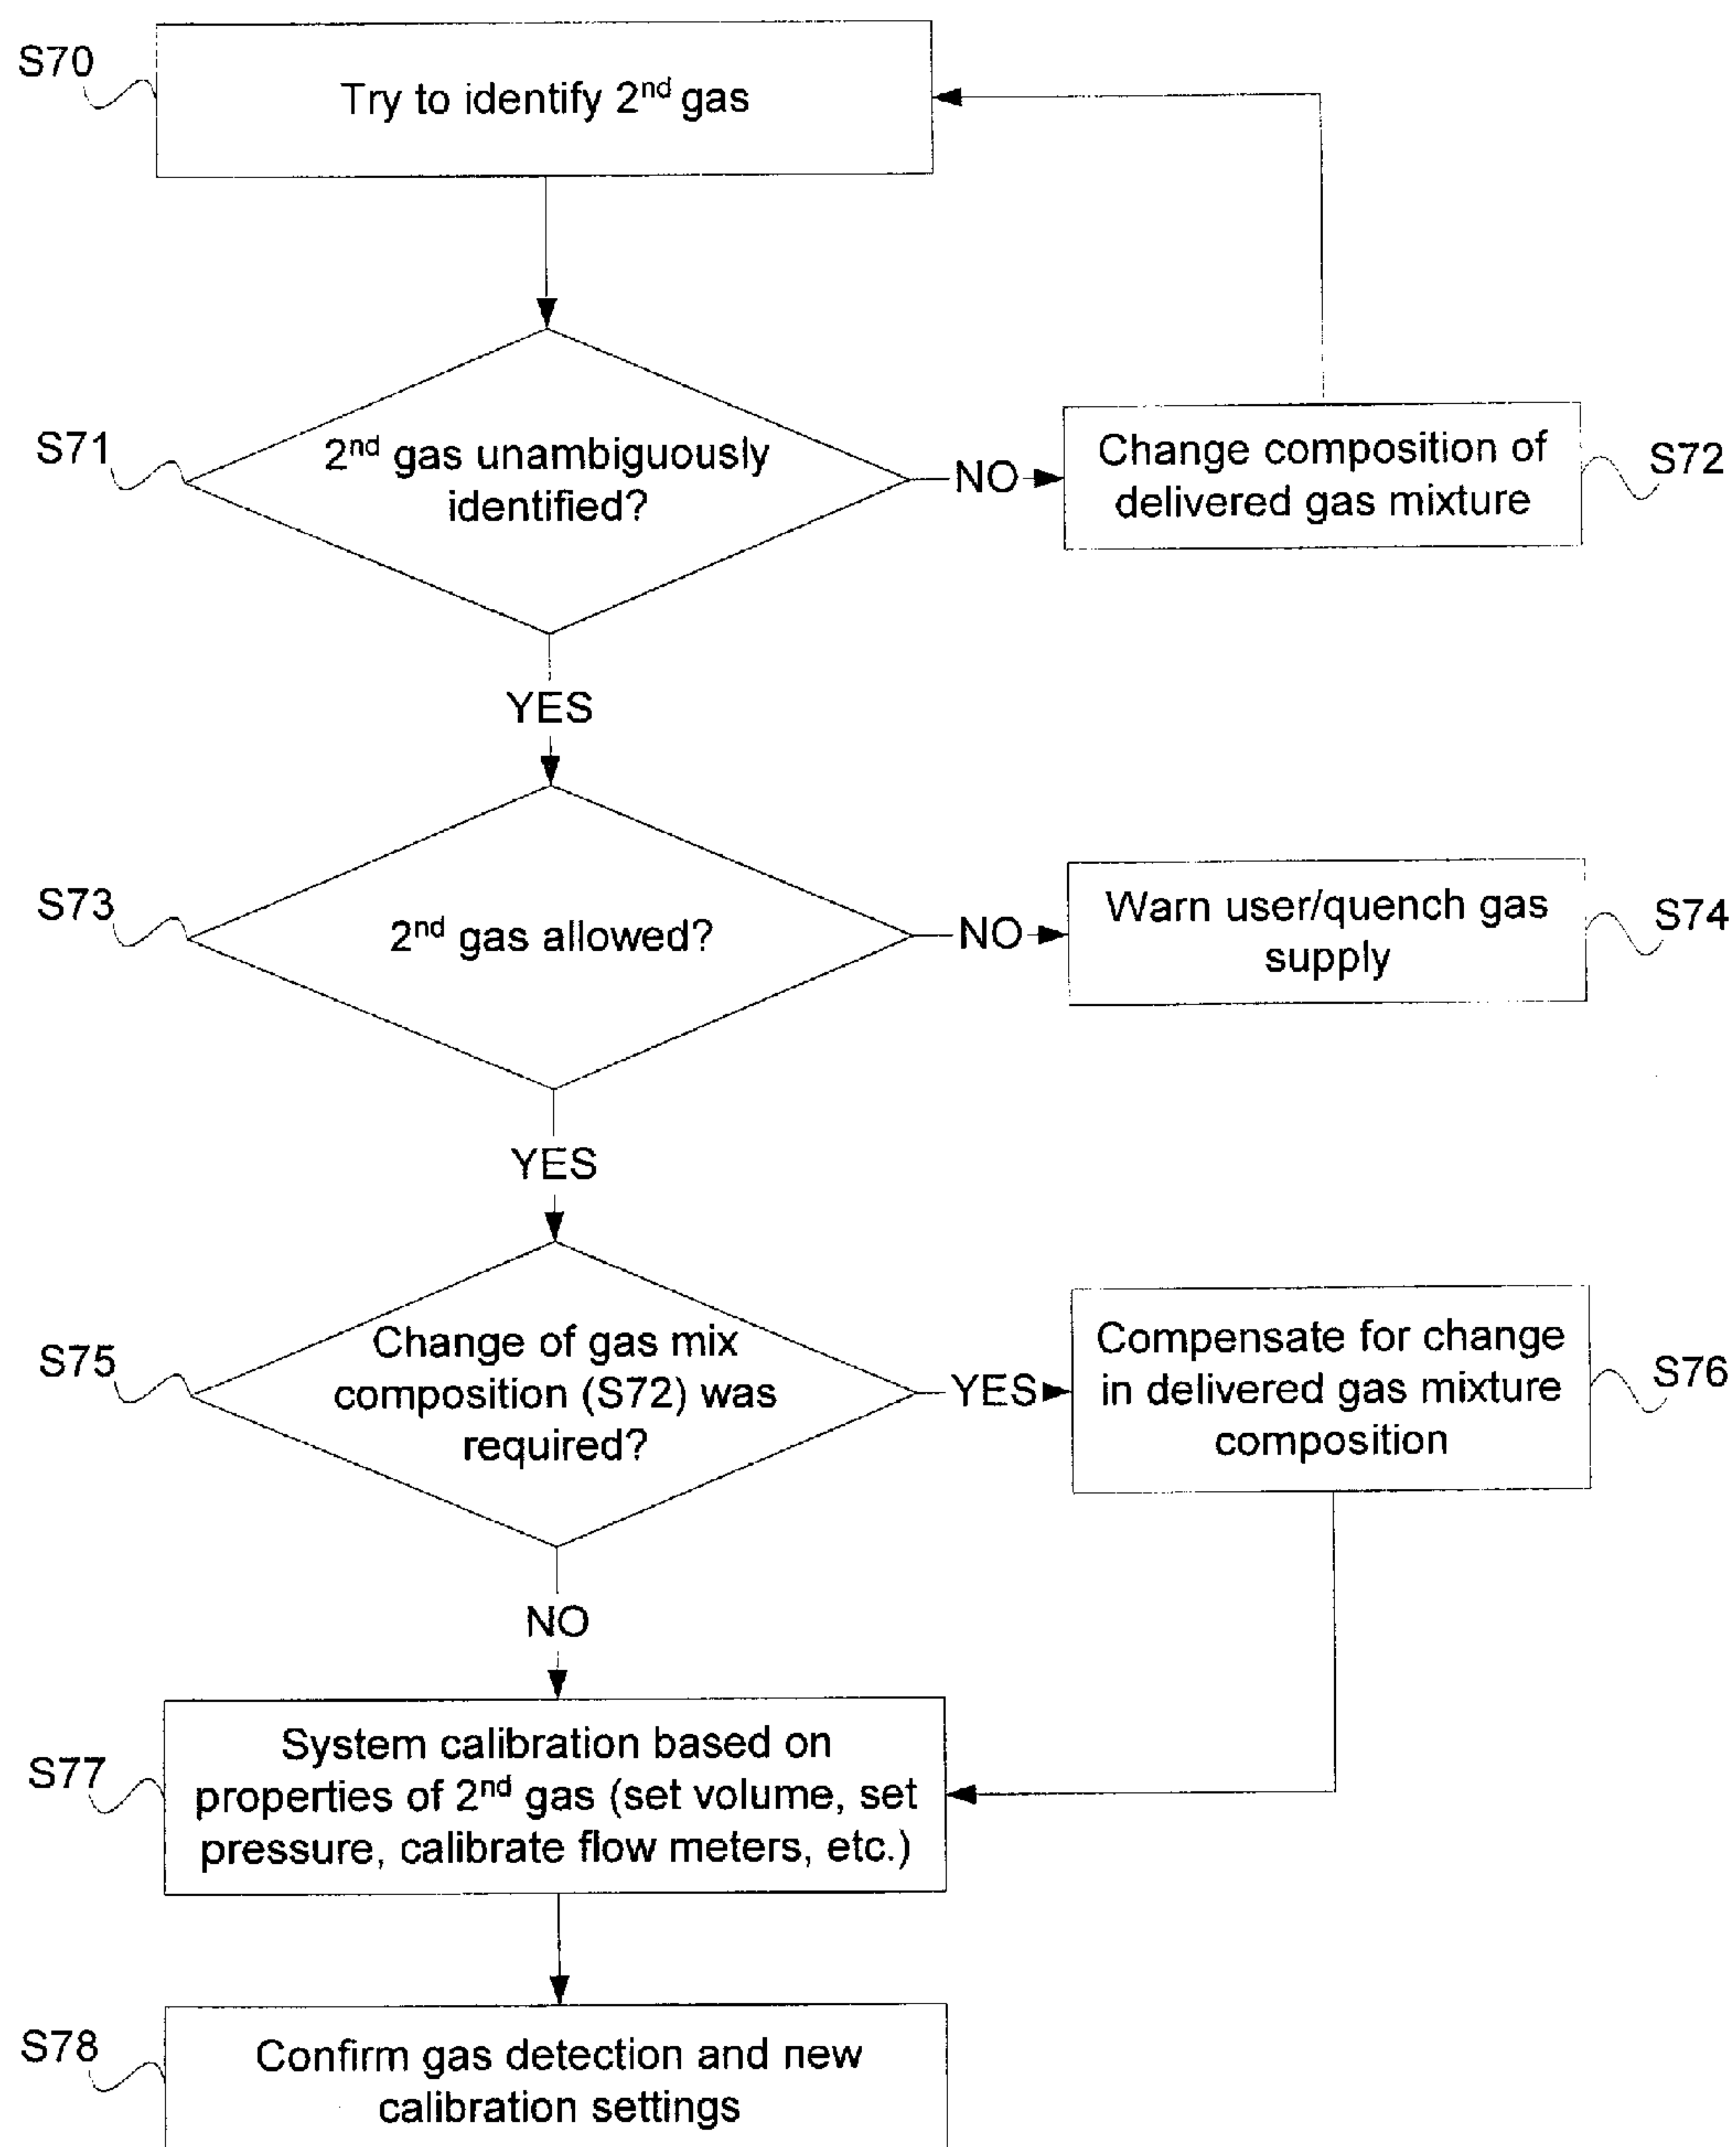 S70
Try to identify 2nd gas
S71
2nd gas unambiguously
identified?
NO
Change composition of
delivered gas mixture
S72
YES
S73
2nd gas allowed?
NO
Warn user/quench gas
supply
S74
YES
S75
Change of gas mix
composition (S72) was
required?
YES
Compensate for change
in delivered gas mixture
composition
S76
NO
S77
System calibration based on
properties of 2nd gas (set volume, set
pressure, calibrate flow meters, etc.)
S78
Confirm gas detection and new
calibration settings